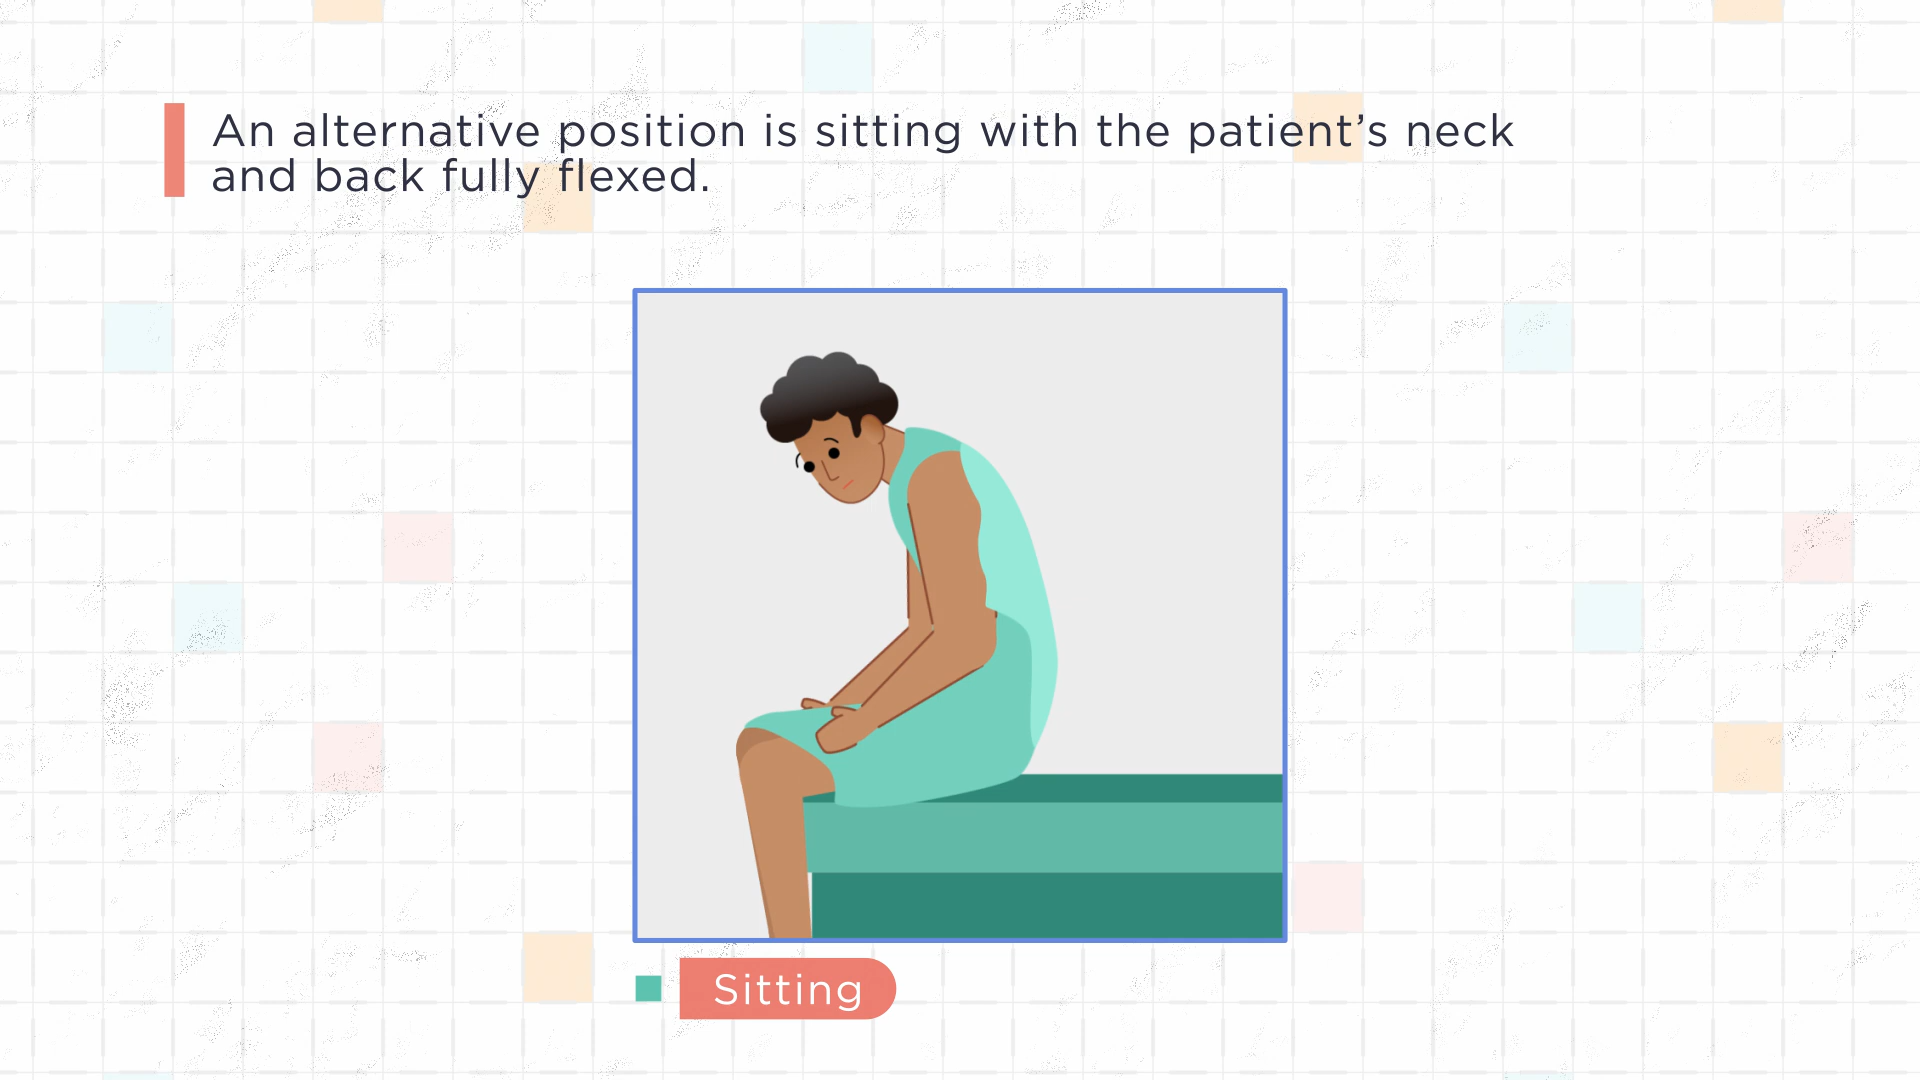 An alternative position is sitting with the patient’s neck
and back fully flexed.
Sitting